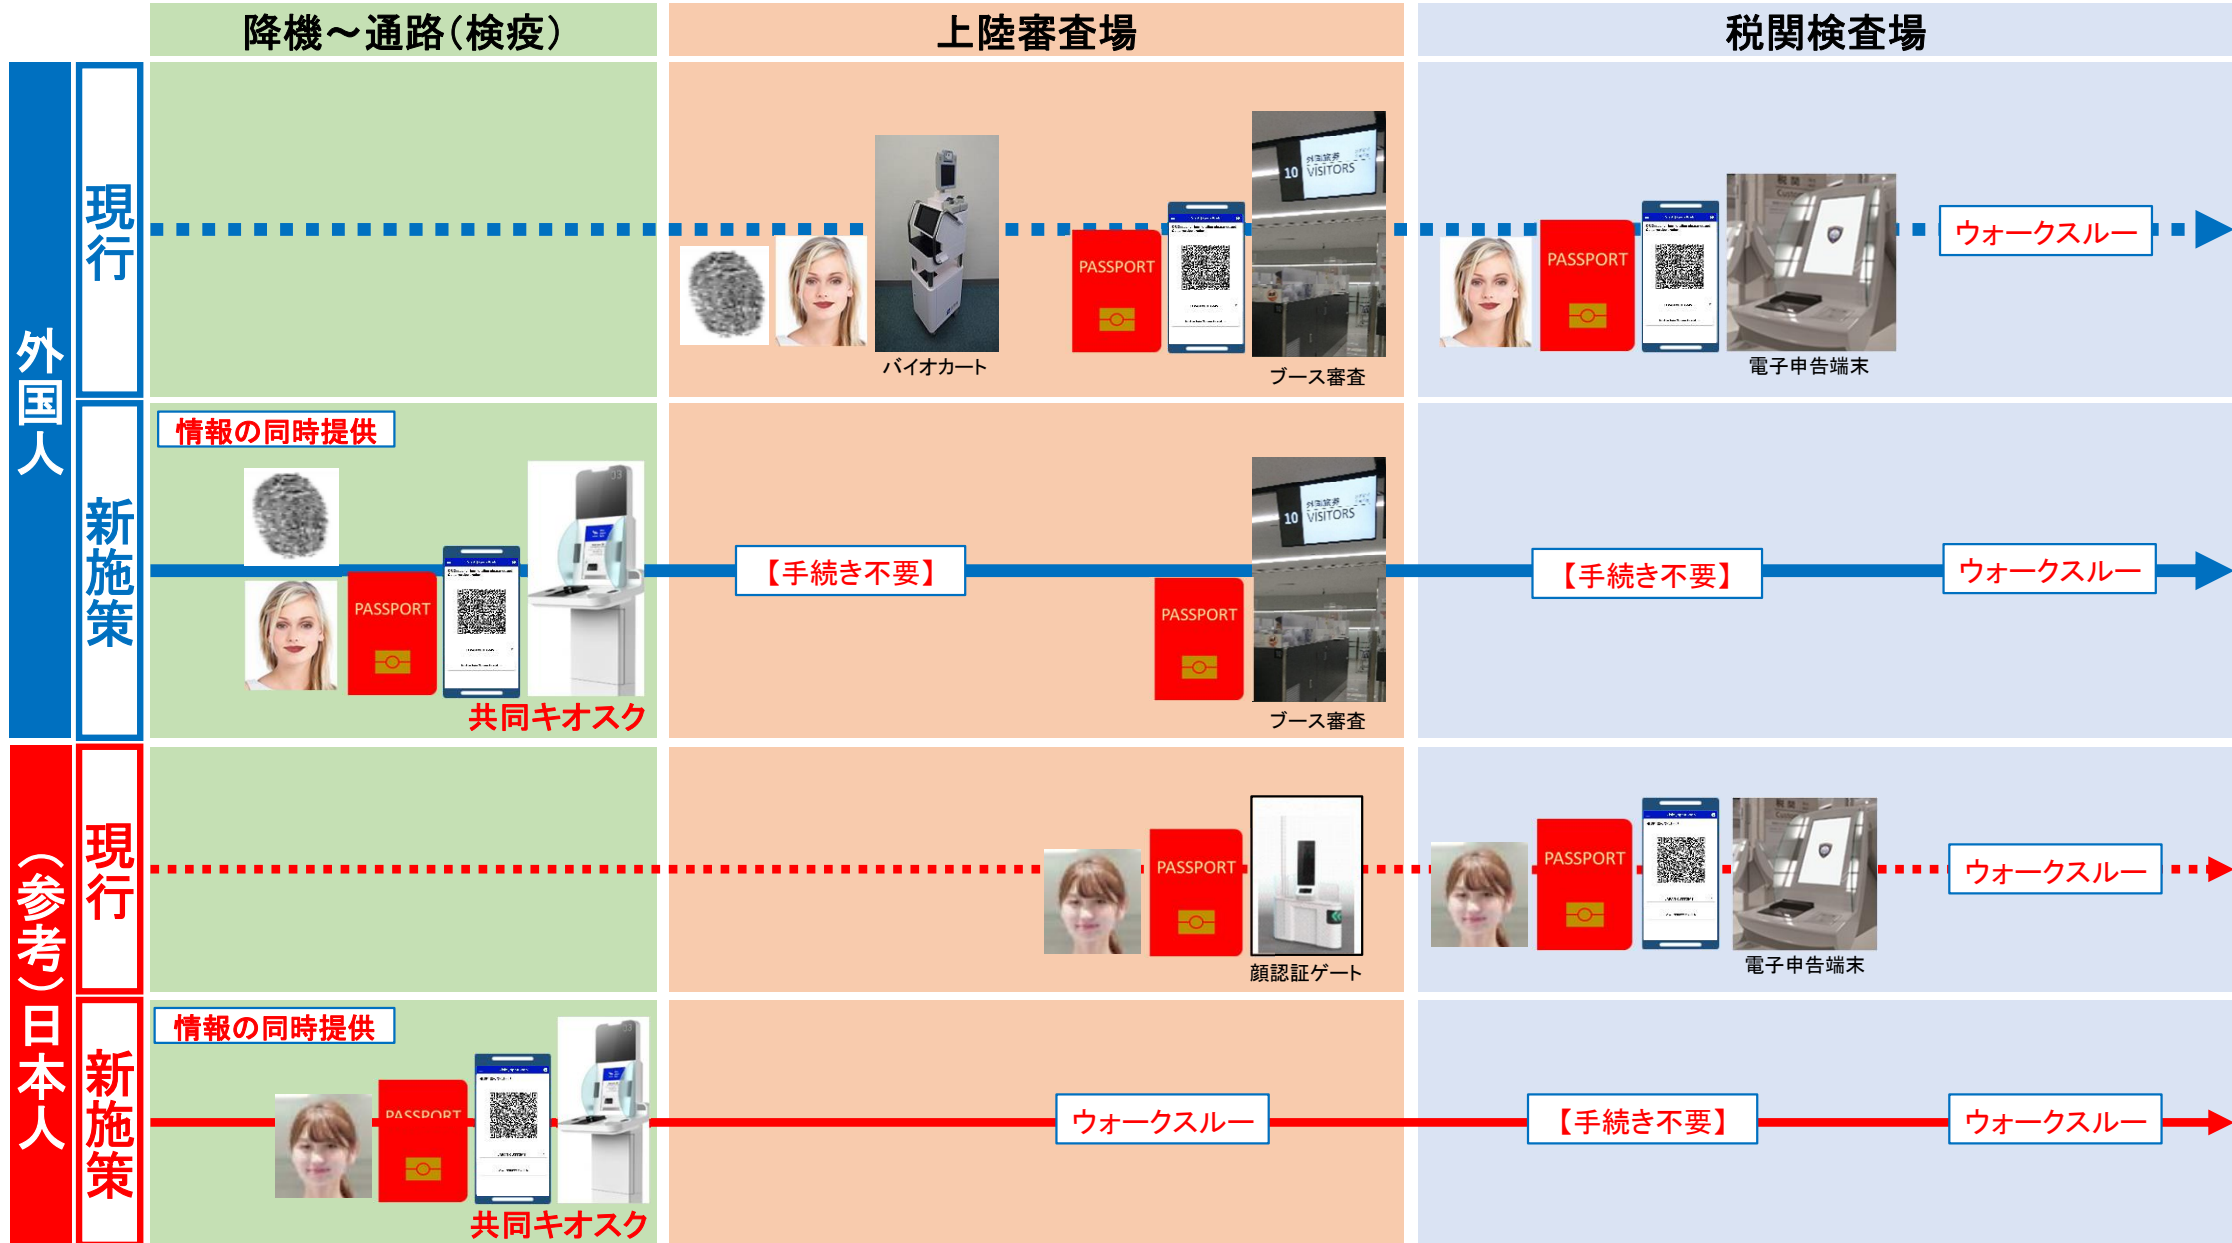 降機～通路（検疫）
上陸審査場
税関検査場
外国人
現行
PASSPORT
10
VISITORS
バイオカート
ブース審査
PASSPORT
税関
電子申告端末
ウォークスルー
新施策
情報の同時提供
PASSPORT
03
共同キオスク
【手続き不要】
PASSPORT
10
VISITORS
ブース審査
【手続き不要】
ウォークスルー
（参考）日本人
現行
PASSPORT
顔認証ゲート
PASSPORT
電子申告端末
ウォークスルー
新施策
情報の同時提供
PASSPORT
共同キオスク
ウォークスルー
【手続き不要】
ウォークスルー